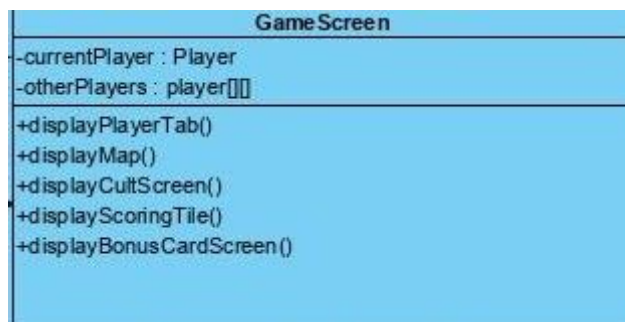 GameScreen
-currentPlayer : Player
-otherPlayers : player[][]
+displayPlayerTab()
+displayMap()
+displayCultScreen()
+displayScoringTile()
+displayBonusCardScreen()